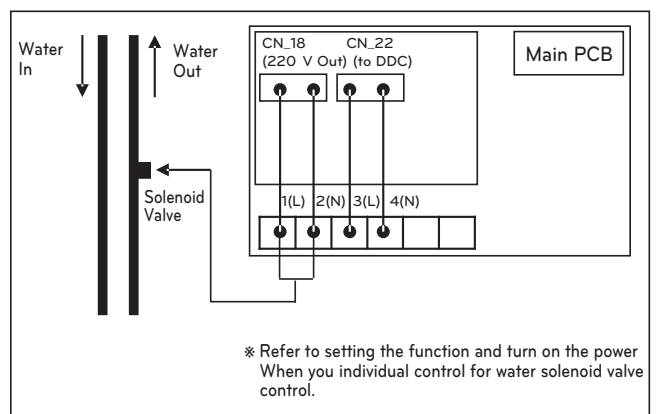 Water
In
Water
Out
CN_18 CN_22
(220 V Out) (to DDC)
Main PCB
Solenoid
Valve
1(L) 2(N) 3(L) 4(N)
※ Refer to setting the function and turn on the power
When you individual control for water solenoid valve
control.